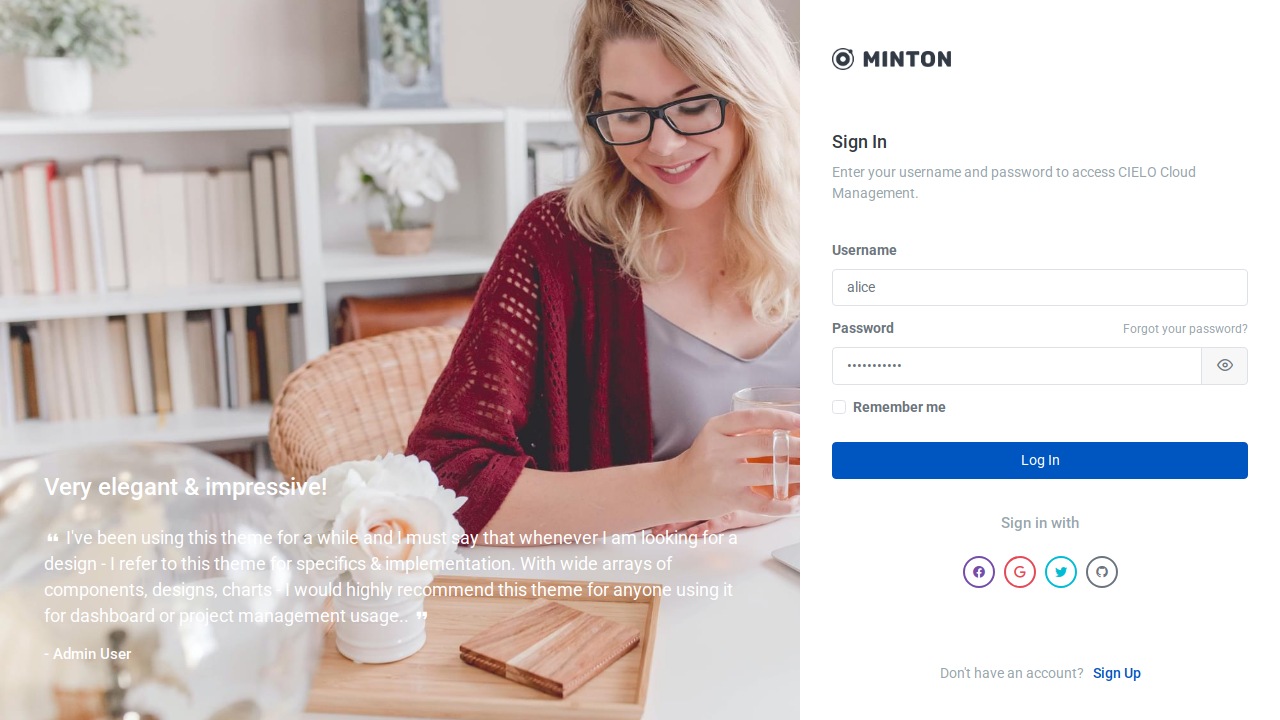 Very elegant & impressive!
❝ I've been using this theme for a while and I must say that whenever I am looking for a
design - I refer to this theme for specifics & implementation. With wide arrays of
components, designs, charts - I would highly recommend this theme for anyone using it
for dashboard or project management usage.. ❞
- Admin User
MINTON
Sign In
Enter your username and password to access CIELO Cloud
Management.
Username
alice
Password
Forgot your password?
•••••••••••
Remember me
Log In
Sign in with
Don't have an account? Sign Up